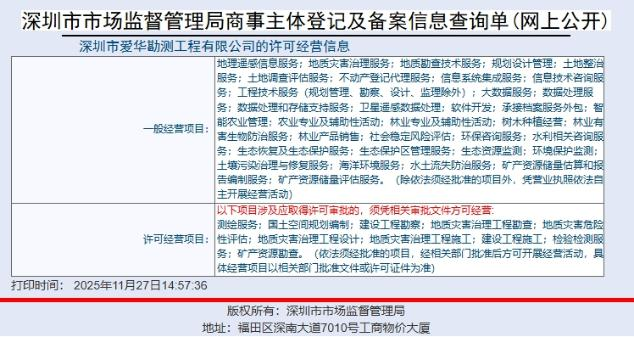 深圳市市场监督管理局商事主体登记及备案信息查询单(网上公开)
深圳市爱华勘测工程有限公司的许可经营信息
一般经营项目:
地理遥感信息服务；地质灾害治理服务；地质勘查技术服务；规划设计管理；土地整治
服务；土地调查评估服务；不动产登记代理服务；信息系统集成服务；信息技术咨询服
务；工程技术服务（规划管理、勘察、设计、监理除外）；大数据服务；数据处理服
务；数据处理和存储支持服务；卫星遥感数据处理；软件开发；承接档案服务外包；智
能农业管理；农业专业及辅助性活动；林业专业及辅助性活动；树木种植经营；林业有
害生物防治服务；林业产品销售；社会稳定风险评估；环保咨询服务；水利相关咨询服
务；生态恢复及生态保护服务；生态保护区管理服务；生态资源监测；环境保护监测；
土壤污染治理与修复服务；海洋环境服务；水土流失防治服务；矿产资源储量估算和报
告编制服务；矿产资源储量评估服务。（除依法须经批准的项目外，凭营业执照依法自
主开展经营活动）
许可经营项目:
以下项目涉及应取得许可审批的，须凭相关审批文件方可经营:
测绘服务；国土空间规划编制；建设工程勘察；地质灾害治理工程勘查；地质灾害危险
性评估；地质灾害治理工程设计；地质灾害治理工程施工；建设工程施工；检验检测服
务；矿产资源勘查。（依法须经批准的项目，经相关部门批准后方可开展经营活动，具
体经营项目以相关部门批准文件或许可证件为准）
打印时间： 2025年11月27日14:57:36
版权所有：深圳市市场监督管理局
地址：福田区深南大道7010号工商物价大厦